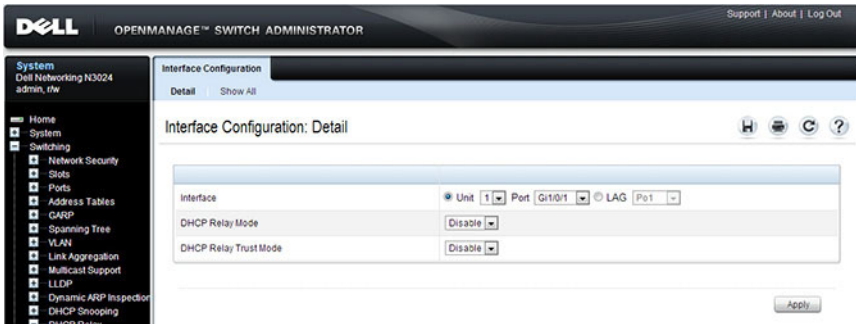 Support | About | Log Out
DELL OPENMANAGE™ SWITCH ADMINISTRATOR
System
Dell Networking N3024
admin, r/w
Home
System
Switching
Network Security
Slots
Ports
Address Tables
GARP
Spanning Tree
VLAN
Link Aggregation
Multicast Support
LLDP
Dynamic ARP Inspection
DHCP Snooping
DHCP Relay
Interface Configuration
Detail Show All
Interface Configuration: Detail
Interface Unit 1 Port Gi1/0/1 LAG Po1
DHCP Relay Mode Disable
DHCP Relay Trust Mode Disable
Apply